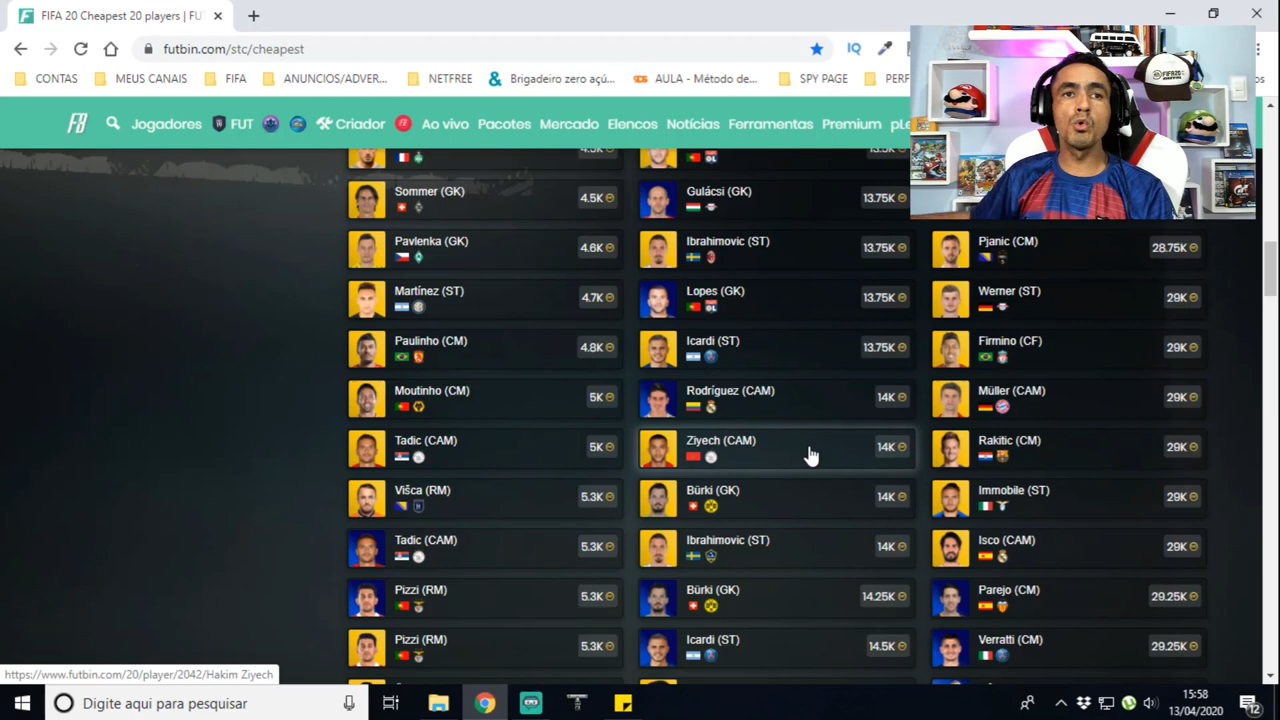 FIFA 20 Cheapest 20 players | FUT
futbin.com/stc/cheapest
IQ
CONTAS
MEUS CANAIS
FIFA
ANUNCIOS/ADVER...
NETFREE
Brigadeiro zero açú...
AULA - Método de...
SPY PAGE
Jogadores
Ao vivo
Pacotes
Mercado
Elencos
Notícias
Ferramentas
Premium
Sommer (GK)
4.5K
Pavlenka (GK)
4.6K
Martínez (ST)
4.7K
Paulinho (CM)
4.8K
Moutinho (CM)
5K
Tadic (CAM)
5K
Višca (RM)
5.3K
Tadic (CAM)
5.3K
Pizzi (RM)
5.3K
Pizzi (RM)
5.3K
Gulácsi (GK)
13.75K
Ibrahimovic (ST)
13.75K
Lopes (GK)
13.75K
Icardi (ST)
13.75K
Rodríguez (CAM)
14K
Ziyech (CAM)
14K
Bürki (GK)
14K
Ibrahimovic (ST)
14K
Bürki (GK)
14.25K
Icardi (ST)
14.5K
Pjanic (CM)
28.75K
Werner (ST)
29K
Firmino (CF)
29K
Müller (CAM)
29K
Rakitic (CM)
29K
Immobile (ST)
29K
Isco (CAM)
29K
Parejo (CM)
29.25K
Verratti (CM)
29.25K
https://www.futbin.com/20/player/2042/Hakim Ziyech
Digite aqui para pesquisar
15:58
13/04/2020
12